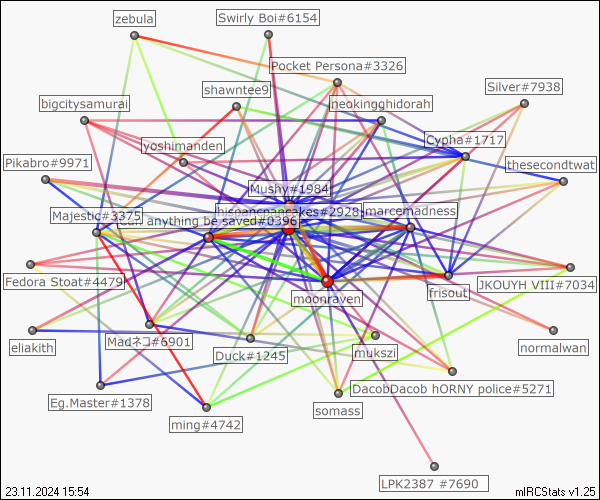 zebula
Swirly Boi#6154
Pocket Persona#3326
shawntee9
Silver#7938
bigcitysamurai
neokingghidorah
yoshimanden
Cypha#1717
Pikabro#9971
thesecondtwat
Mushy#1984
Majestic#3375
hispancpancakes#2928
marcemadness
can anything be saved#0396
Fedora Stoat#4479
moonraven
frisout
JKOUYH VIII#7034
eliakith
Madネコ#6901
Duck#1245
mukszi
normalwan
Eg.Master#1378
DacobDacob hORNY police#5271
ming#4742
somass
LPK2387 #7690
23.11.2024 15:54
mIRCStats v1.25